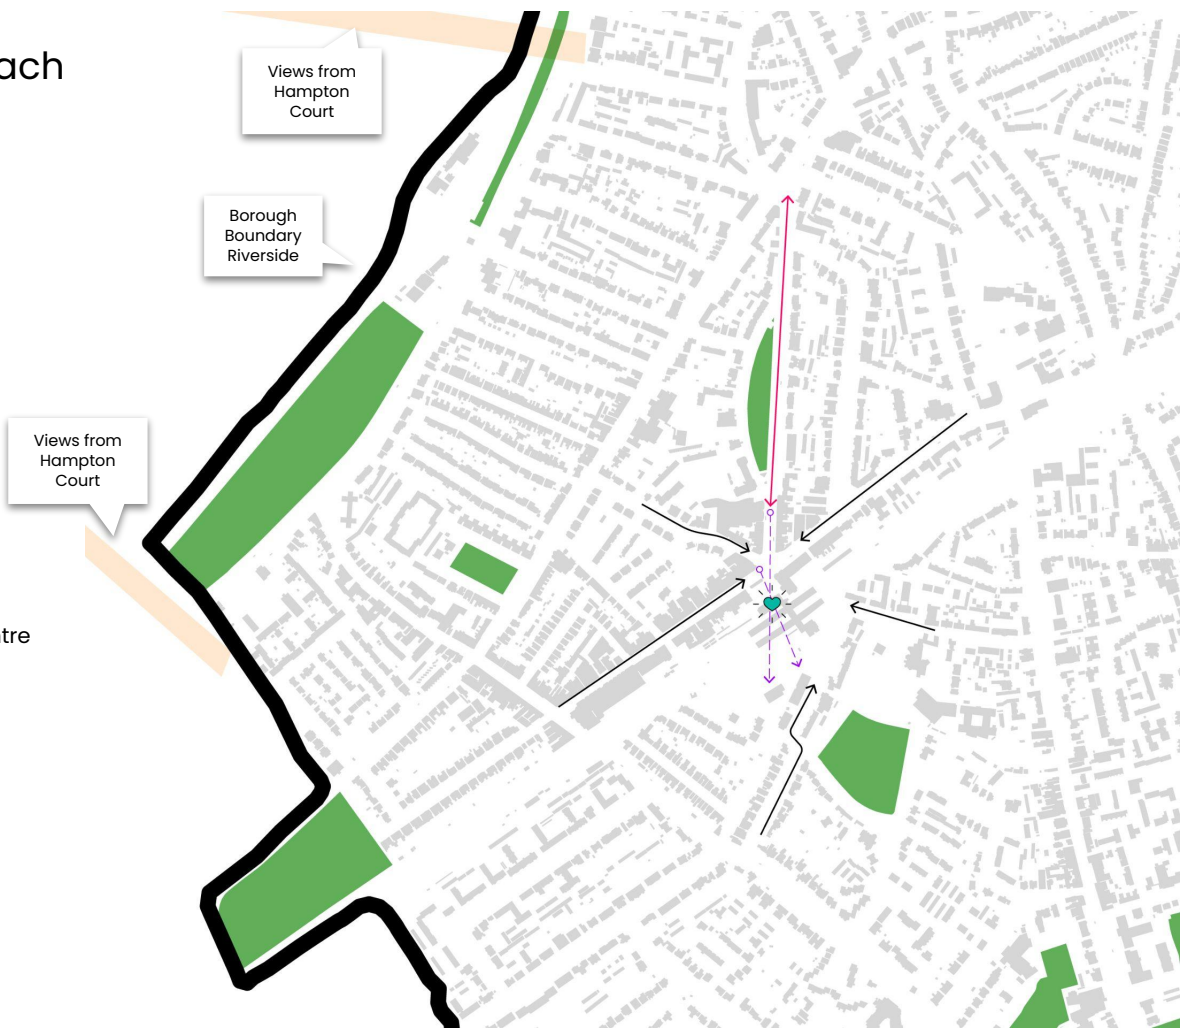 ach
Views from
Hampton
Court
Borough
Boundary
Riverside
Views from
Hampton
Court
tre